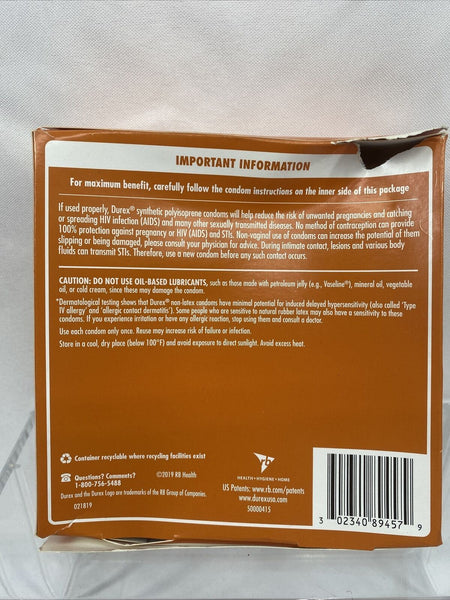 IMPORTANT INFORMATION
For maximum benefit, carefully follow the condom instructions on the inner side of this package
If used properly, Durex® synthetic polyisoprene condoms will help reduce the risk of unwanted pregnancies and catching
or spreading HIV infection (AIDS) and many other sexually transmitted diseases. No method of contraception can provide
100% protection against pregnancy or HIV (AIDS) and STIs. Non-vaginal use of condoms can increase the potential of them
slipping or being damaged, please consult your physician for advice. During intimate contact, lesions and various body
fluids can transmit STIs. Therefore, use a new condom before any such contact occurs.
CAUTION: DO NOT USE OIL-BASED LUBRICANTS, such as those made with petroleum jelly (e.g., Vaseline®), mineral oil, vegetable
oil, or cold cream, since these may damage the condom.
*Dermatological testing shows that Durex® non-latex condoms have minimal potential for induced delayed hypersensitivity (also called 'Type
IV allergy' and 'allergic contact dermatitis'). Some people who are sensitive to natural rubber latex may also have a sensitivity to these
condoms. If you experience irritation or have any allergic reaction, stop using them and consult a doctor.
Use each condom only once. Reuse may increase risk of failure or infection.
Store in a cool, dry place (below 100°F) and avoid exposure to direct sunlight. Avoid excess heat.
Container recyclable where recycling facilities exist
Questions? Comments?
1-800-756-5488
©2019 RB Health
Durex and the Durex Logo are trademarks of the RB Group of Companies.
021819
rb
HEALTH • HYGIENE • HOME
US Patents; www.rb.com/patents
www.durexusa.com
50000415
3 02340 89457 9